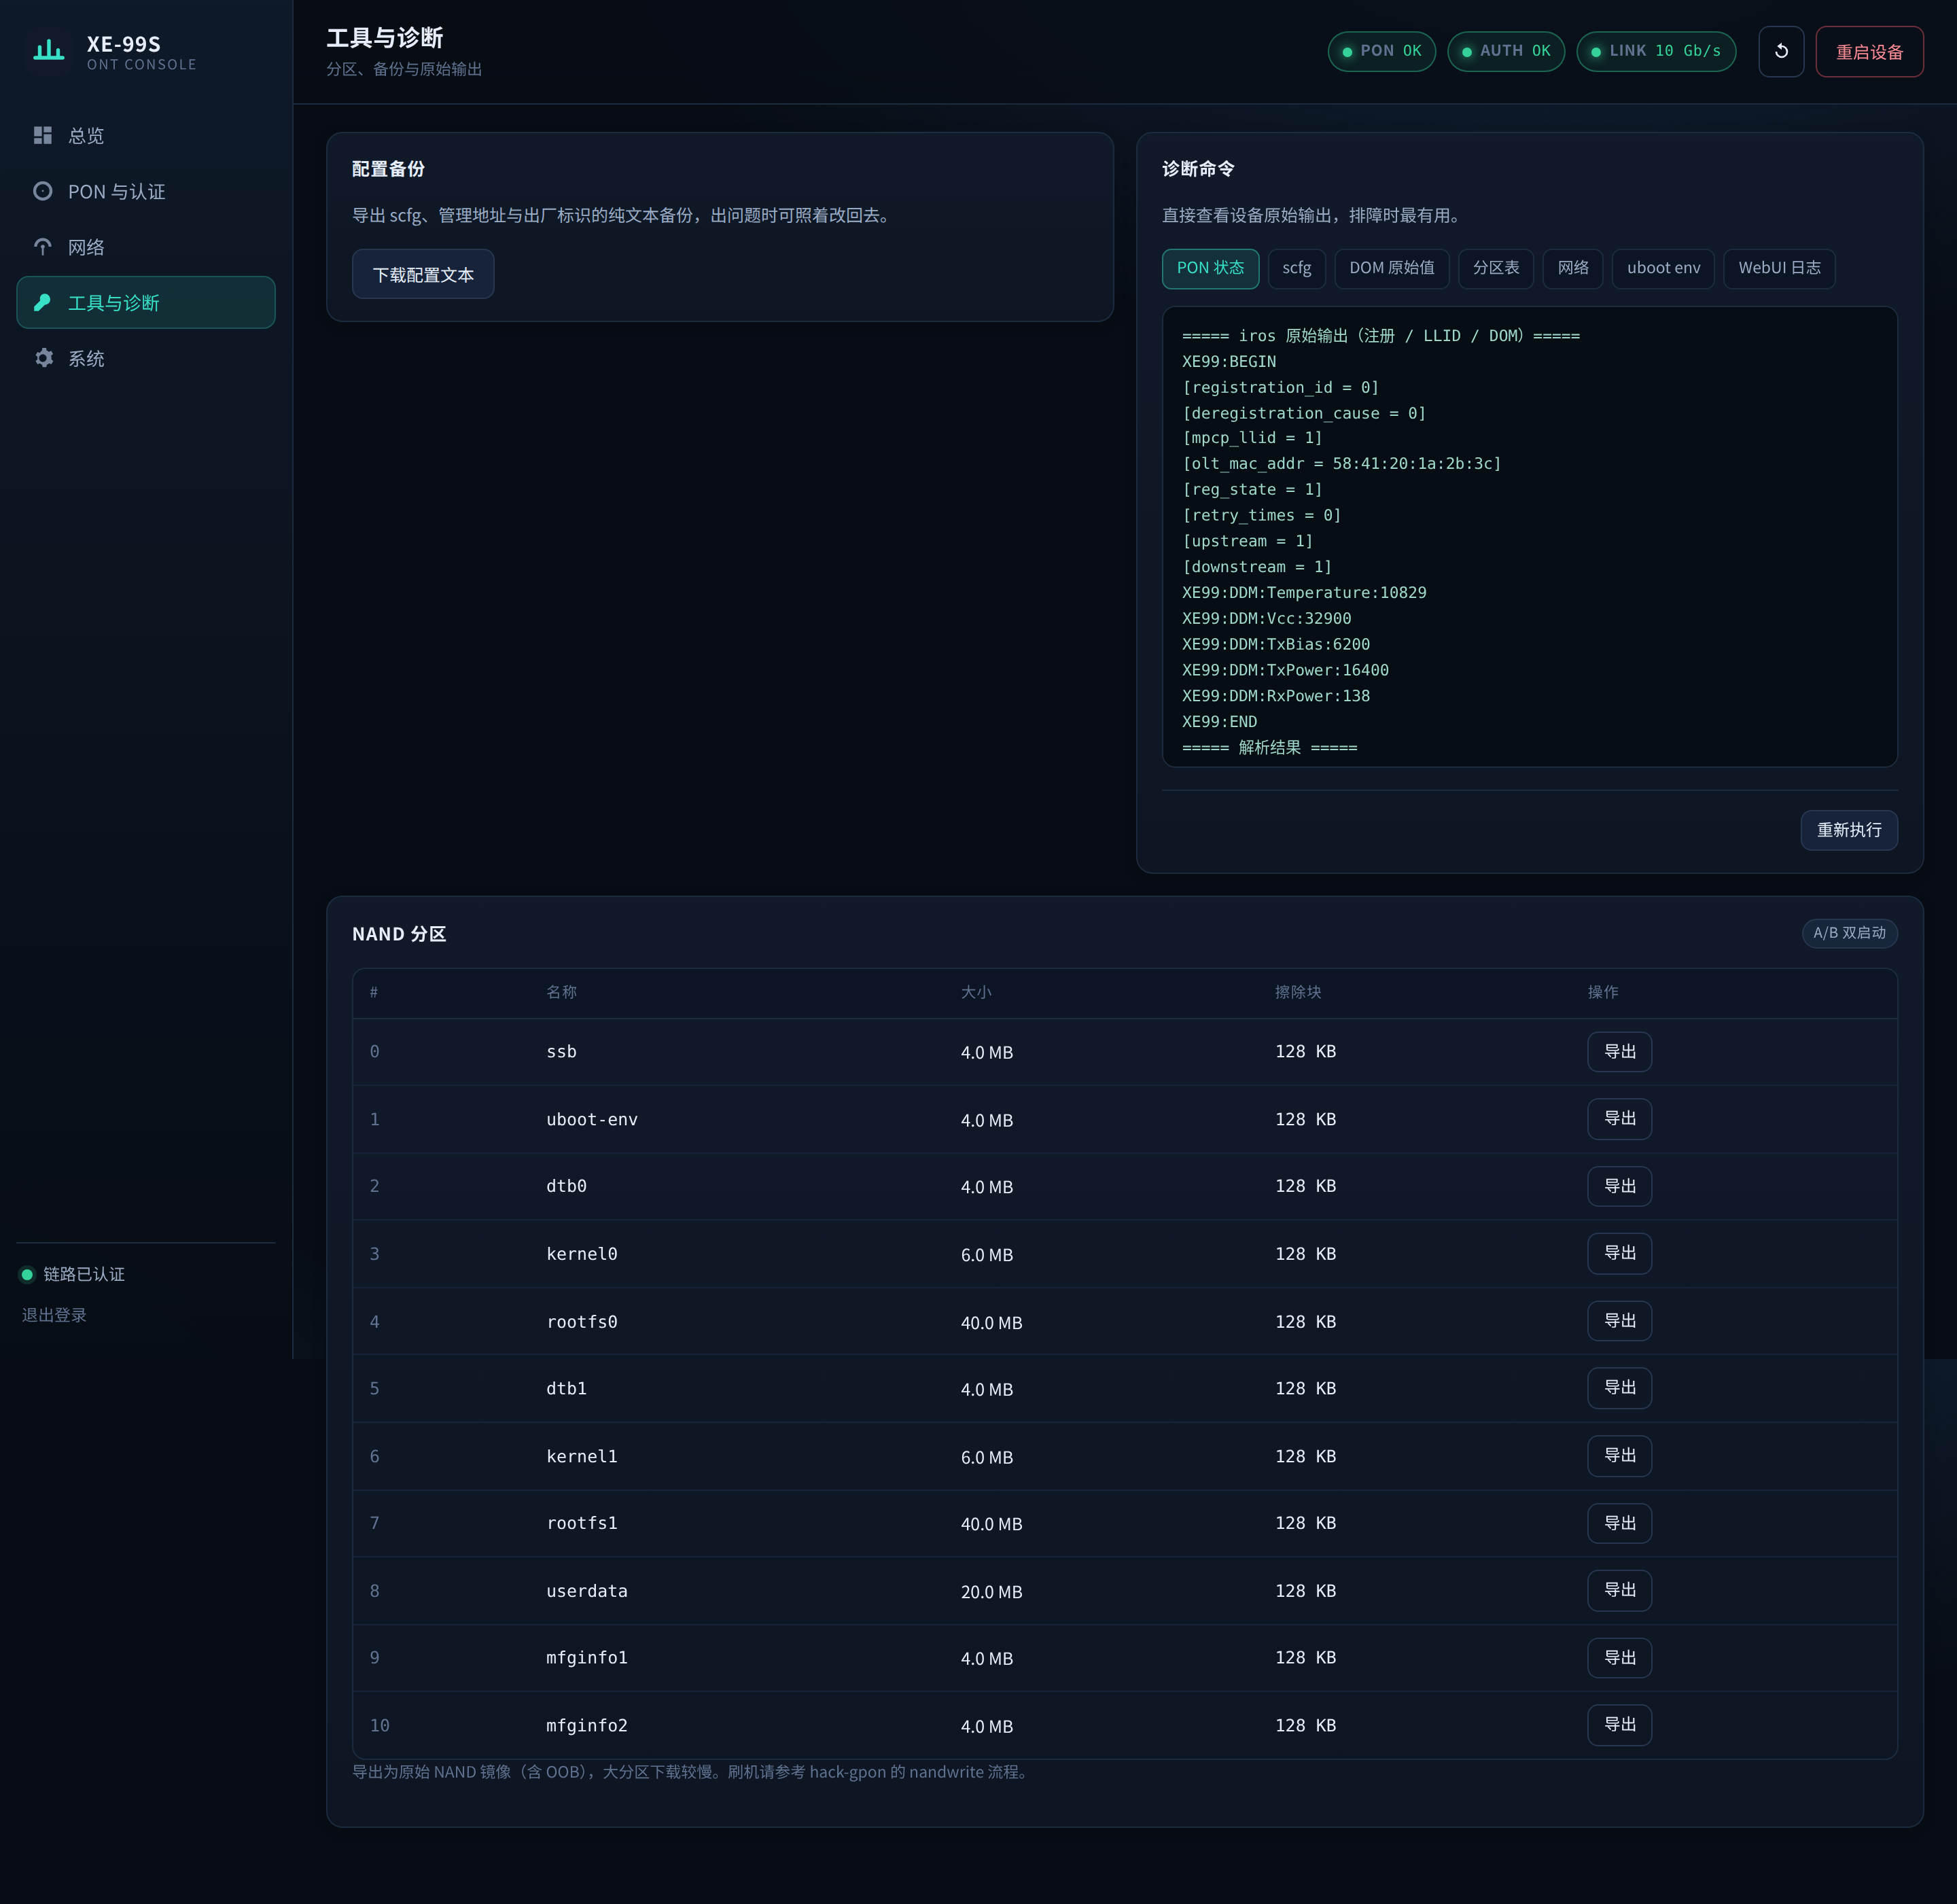 XE-99S
ONT CONSOLE
总览
PON 与认证
网络
工具与诊断
系统
链路已认证
退出登录
工具与诊断
分区、备份与原始输出
PON OK
AUTH OK
LINK 10 Gb/s
重启设备
配置备份
导出 scfg、管理地址与出厂标识的纯文本备份，出问题时可照着改回去。
下载配置文本
诊断命令
直接查看设备原始输出，排障时最有用。
PON 状态 scfg DOM 原始值 分区表 网络 uboot env WebUI 日志
===== iros 原始输出（注册 / LLID / DOM）=====
XE99:BEGIN
[registration_id = 0]
[deregistration_cause = 0]
[mpcp_llid = 1]
[olt_mac_addr = 58:41:20:1a:2b:3c]
[reg_state = 1]
[retry_times = 0]
[upstream = 1]
[downstream = 1]
XE99:DDM:Temperature:10829
XE99:DDM:Vcc:32900
XE99:DDM:TxBias:6200
XE99:DDM:TxPower:16400
XE99:DDM:RxPower:138
XE99:END
===== 解析结果 =====
重新执行
NAND 分区
A/B 双启动
# 名称 大小 擦除块 操作
0 ssb 4.0 MB 128 KB 导出
1 uboot-env 4.0 MB 128 KB 导出
2 dtb0 4.0 MB 128 KB 导出
3 kernel0 6.0 MB 128 KB 导出
4 rootfs0 40.0 MB 128 KB 导出
5 dtb1 4.0 MB 128 KB 导出
6 kernel1 6.0 MB 128 KB 导出
7 rootfs1 40.0 MB 128 KB 导出
8 userdata 20.0 MB 128 KB 导出
9 mfginfo1 4.0 MB 128 KB 导出
10 mfginfo2 4.0 MB 128 KB 导出
导出为原始 NAND 镜像（含 OOB），大分区下载较慢。刷机请参考 hack-gpon 的 nandwrite 流程。